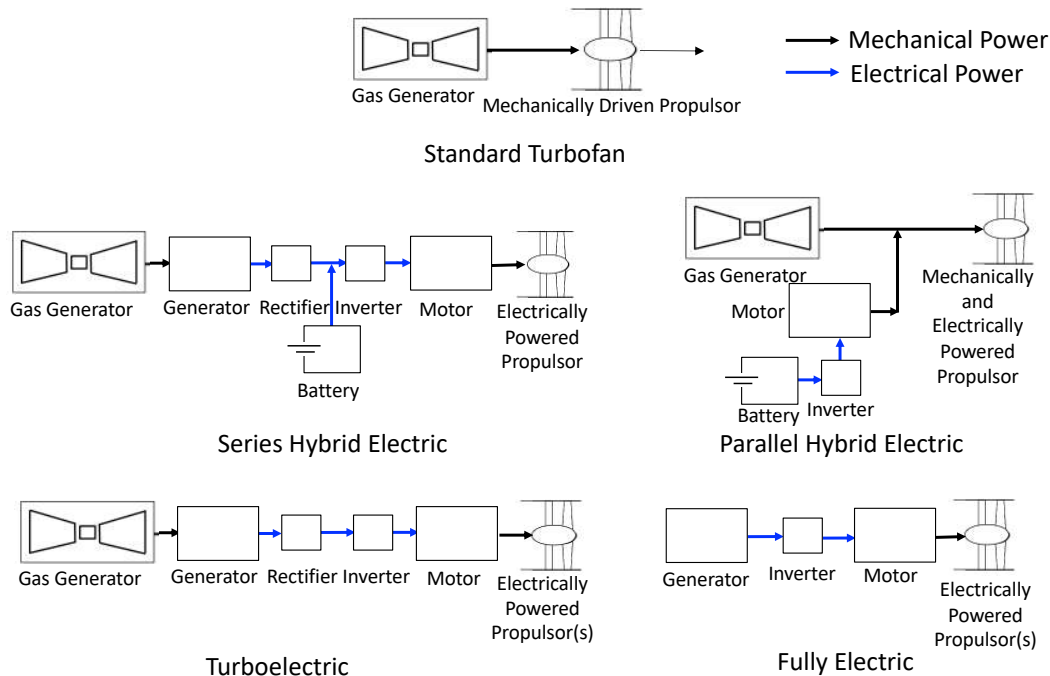 Mechanical Power
Electrical Power
Gas Generator
Mechanically Driven Propulsor
Standard Turbofan
Gas Generator
Generator
Rectifier
Inverter
Motor
Electrically
Powered
Propulsor
Battery
Series Hybrid Electric
Gas Generator
Motor
Mechanically
and
Electrically
Powered
Propulsor
Battery
Inverter
Parallel Hybrid Electric
Gas Generator
Generator
Rectifier
Inverter
Motor
Electrically
Powered
Propulsor(s)
Turboelectric
Generator
Inverter
Motor
Electrically
Powered
Propulsor(s)
Fully Electric